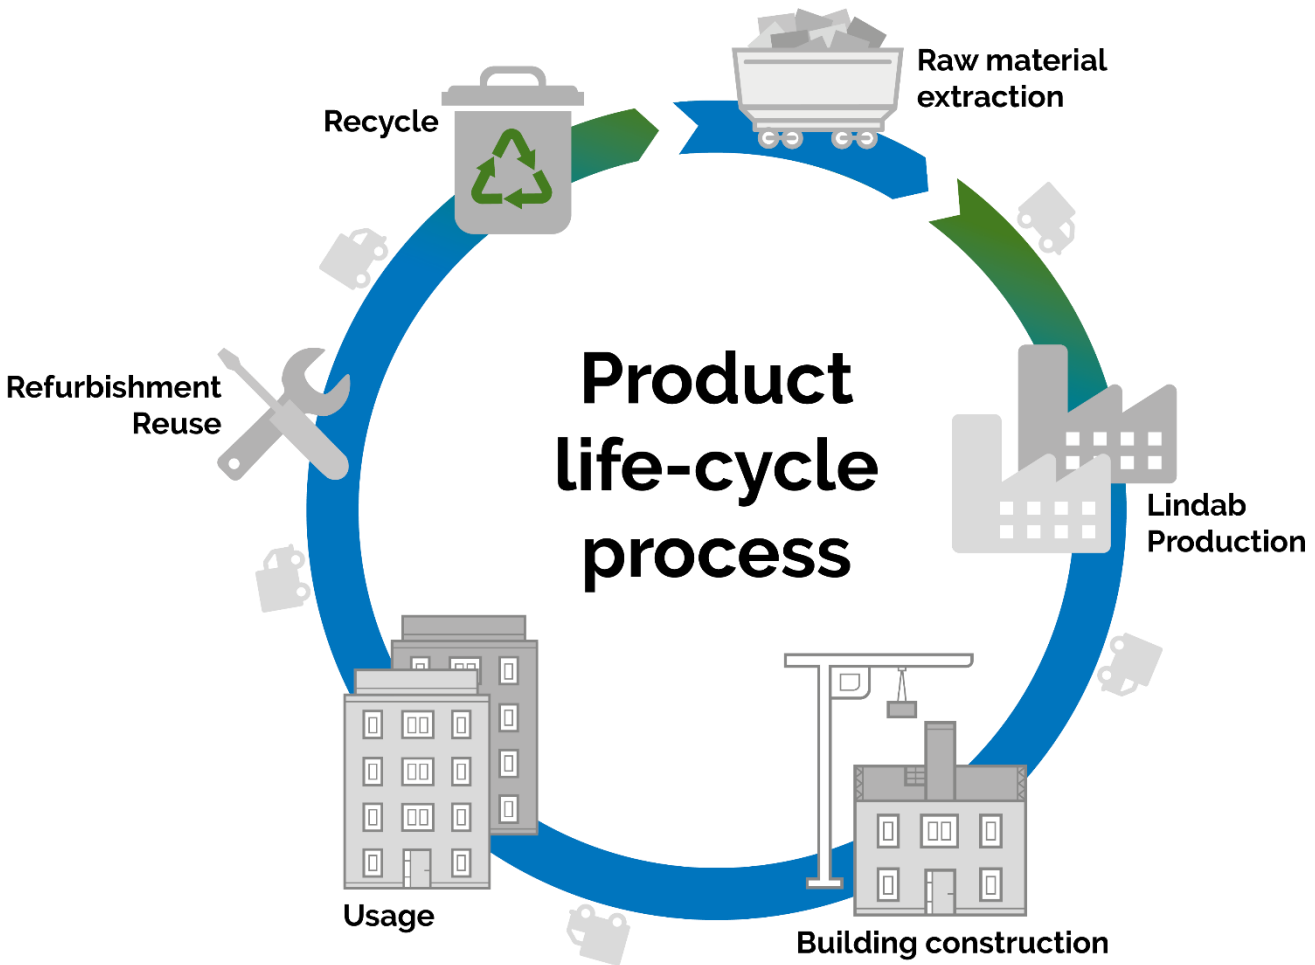 Product
life-cycle
process
Raw material
extraction
Lindab
Production
Building construction
Usage
Refurbishment
Reuse
Recycle